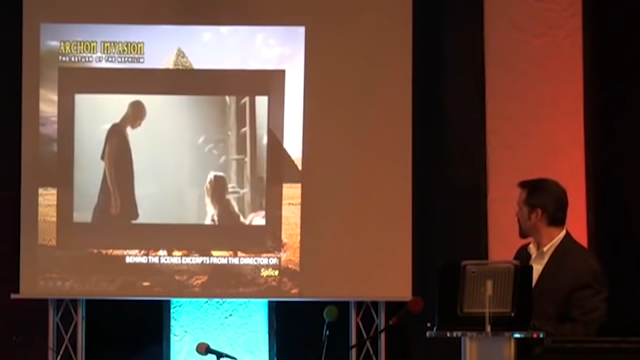 ARCHON INVASION
THE RETURN OF THE NEPHILIM
BEHIND THE SCENES EXCERPTS FROM THE DIRECTOR OF:
Splice